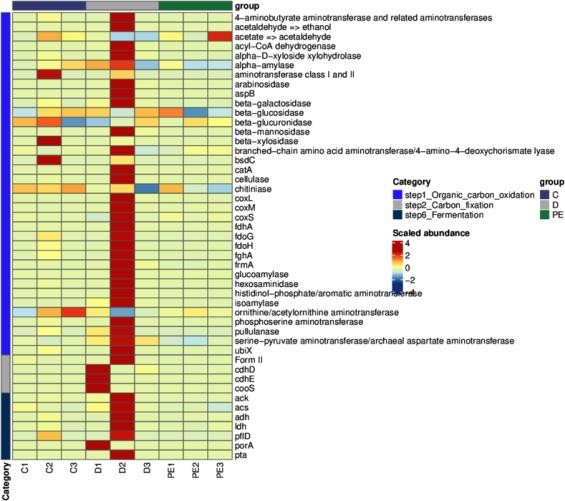 group
4-aminobutyrate aminotransferase and related aminotransferases
acetaldehyde => ethanol
acetate => acetaldehyde
acyl-CoA dehydrogenase
alpha-D-xyloside xylohydrolase
alpha-amylase
aminotransferase class I and II
arabinosidase
aspB
beta-galactosidase
beta-glucosidase
beta-glucuronidase
beta-mannosidase
beta-xylosidase
branched-chain amino acid aminotransferase/4-amino-4-deoxychorismate lyase
bsdC
catA
cellulase
chitiniase
coxL
coxM
coxS
fdhA
fdoG
fdoH
fghA
frmA
glucoamylase
hexosaminidase
histidinol-phosphate/aromatic aminotransferase
isoamylase
ornithine/acetylornithine aminotransferase
phosphoserine aminotransferase
pullulanase
serine-pyruvate aminotransferase/archaeal aspartate aminotransferase
ubiX
Form II
cdhD
cdhE
cooS
ack
acs
adh
ldh
pflD
porA
pta
Category
C1 C2 C3 D1 D2 D3 PE1 PE2 PE3
Category
step1_Organic_carbon_oxidation
step2_Carbon_fixation
step6_Fermentation
group
C
D
PE
Scaled abundance
4
2
0
-2
-4